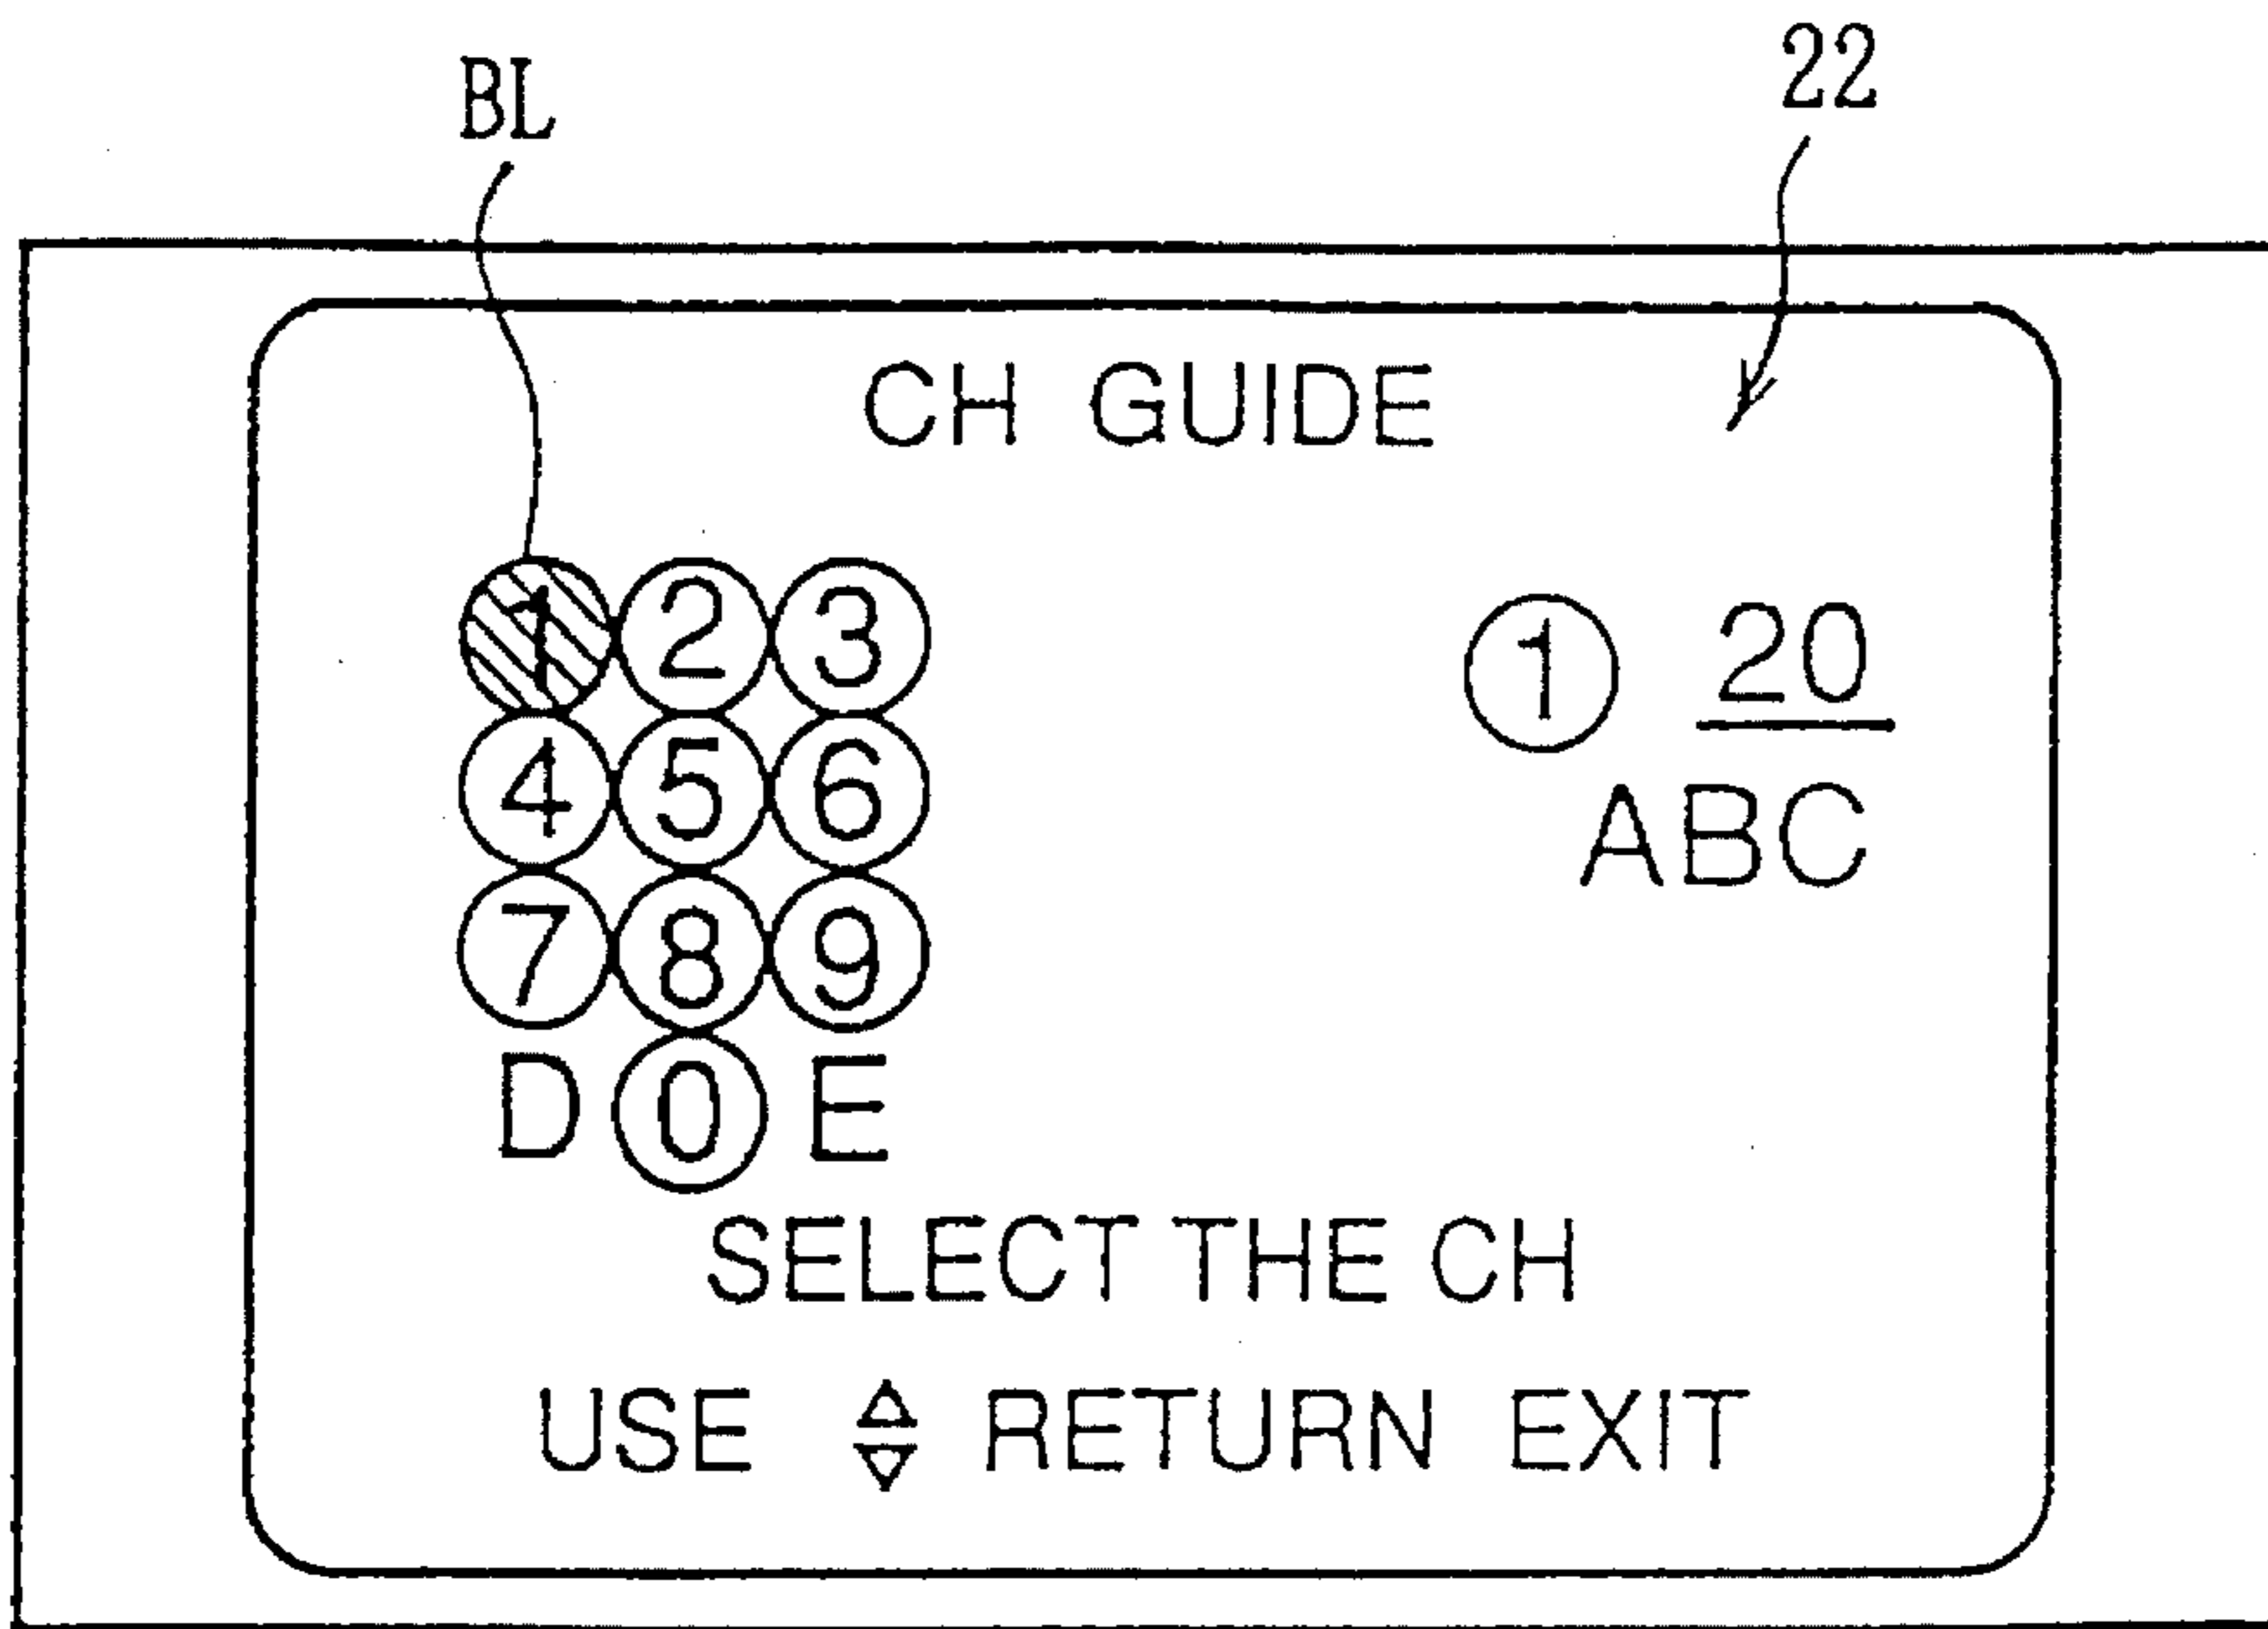 BL 22
CH GUIDE
1 2 3 1 20
4 5 6 ABC
7 8 9
D 0 E
SELECT THE CH
USE RETURN EXIT